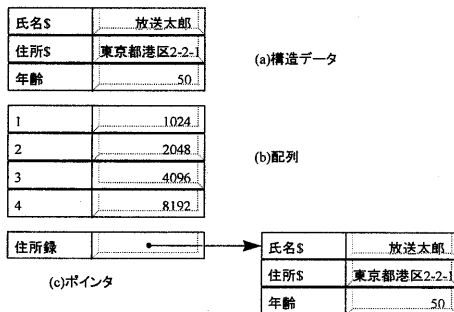 氏名$ 放送太郎
住所$ 東京都港区2-2-1
年齢 50
(a)構造データ
1 1024
2 2048
3 4096
4 8192
(b)配列
住所録
(c)ポインタ
氏名$ 放送太郎
住所$ 東京都港区2-2-1
年齢 50